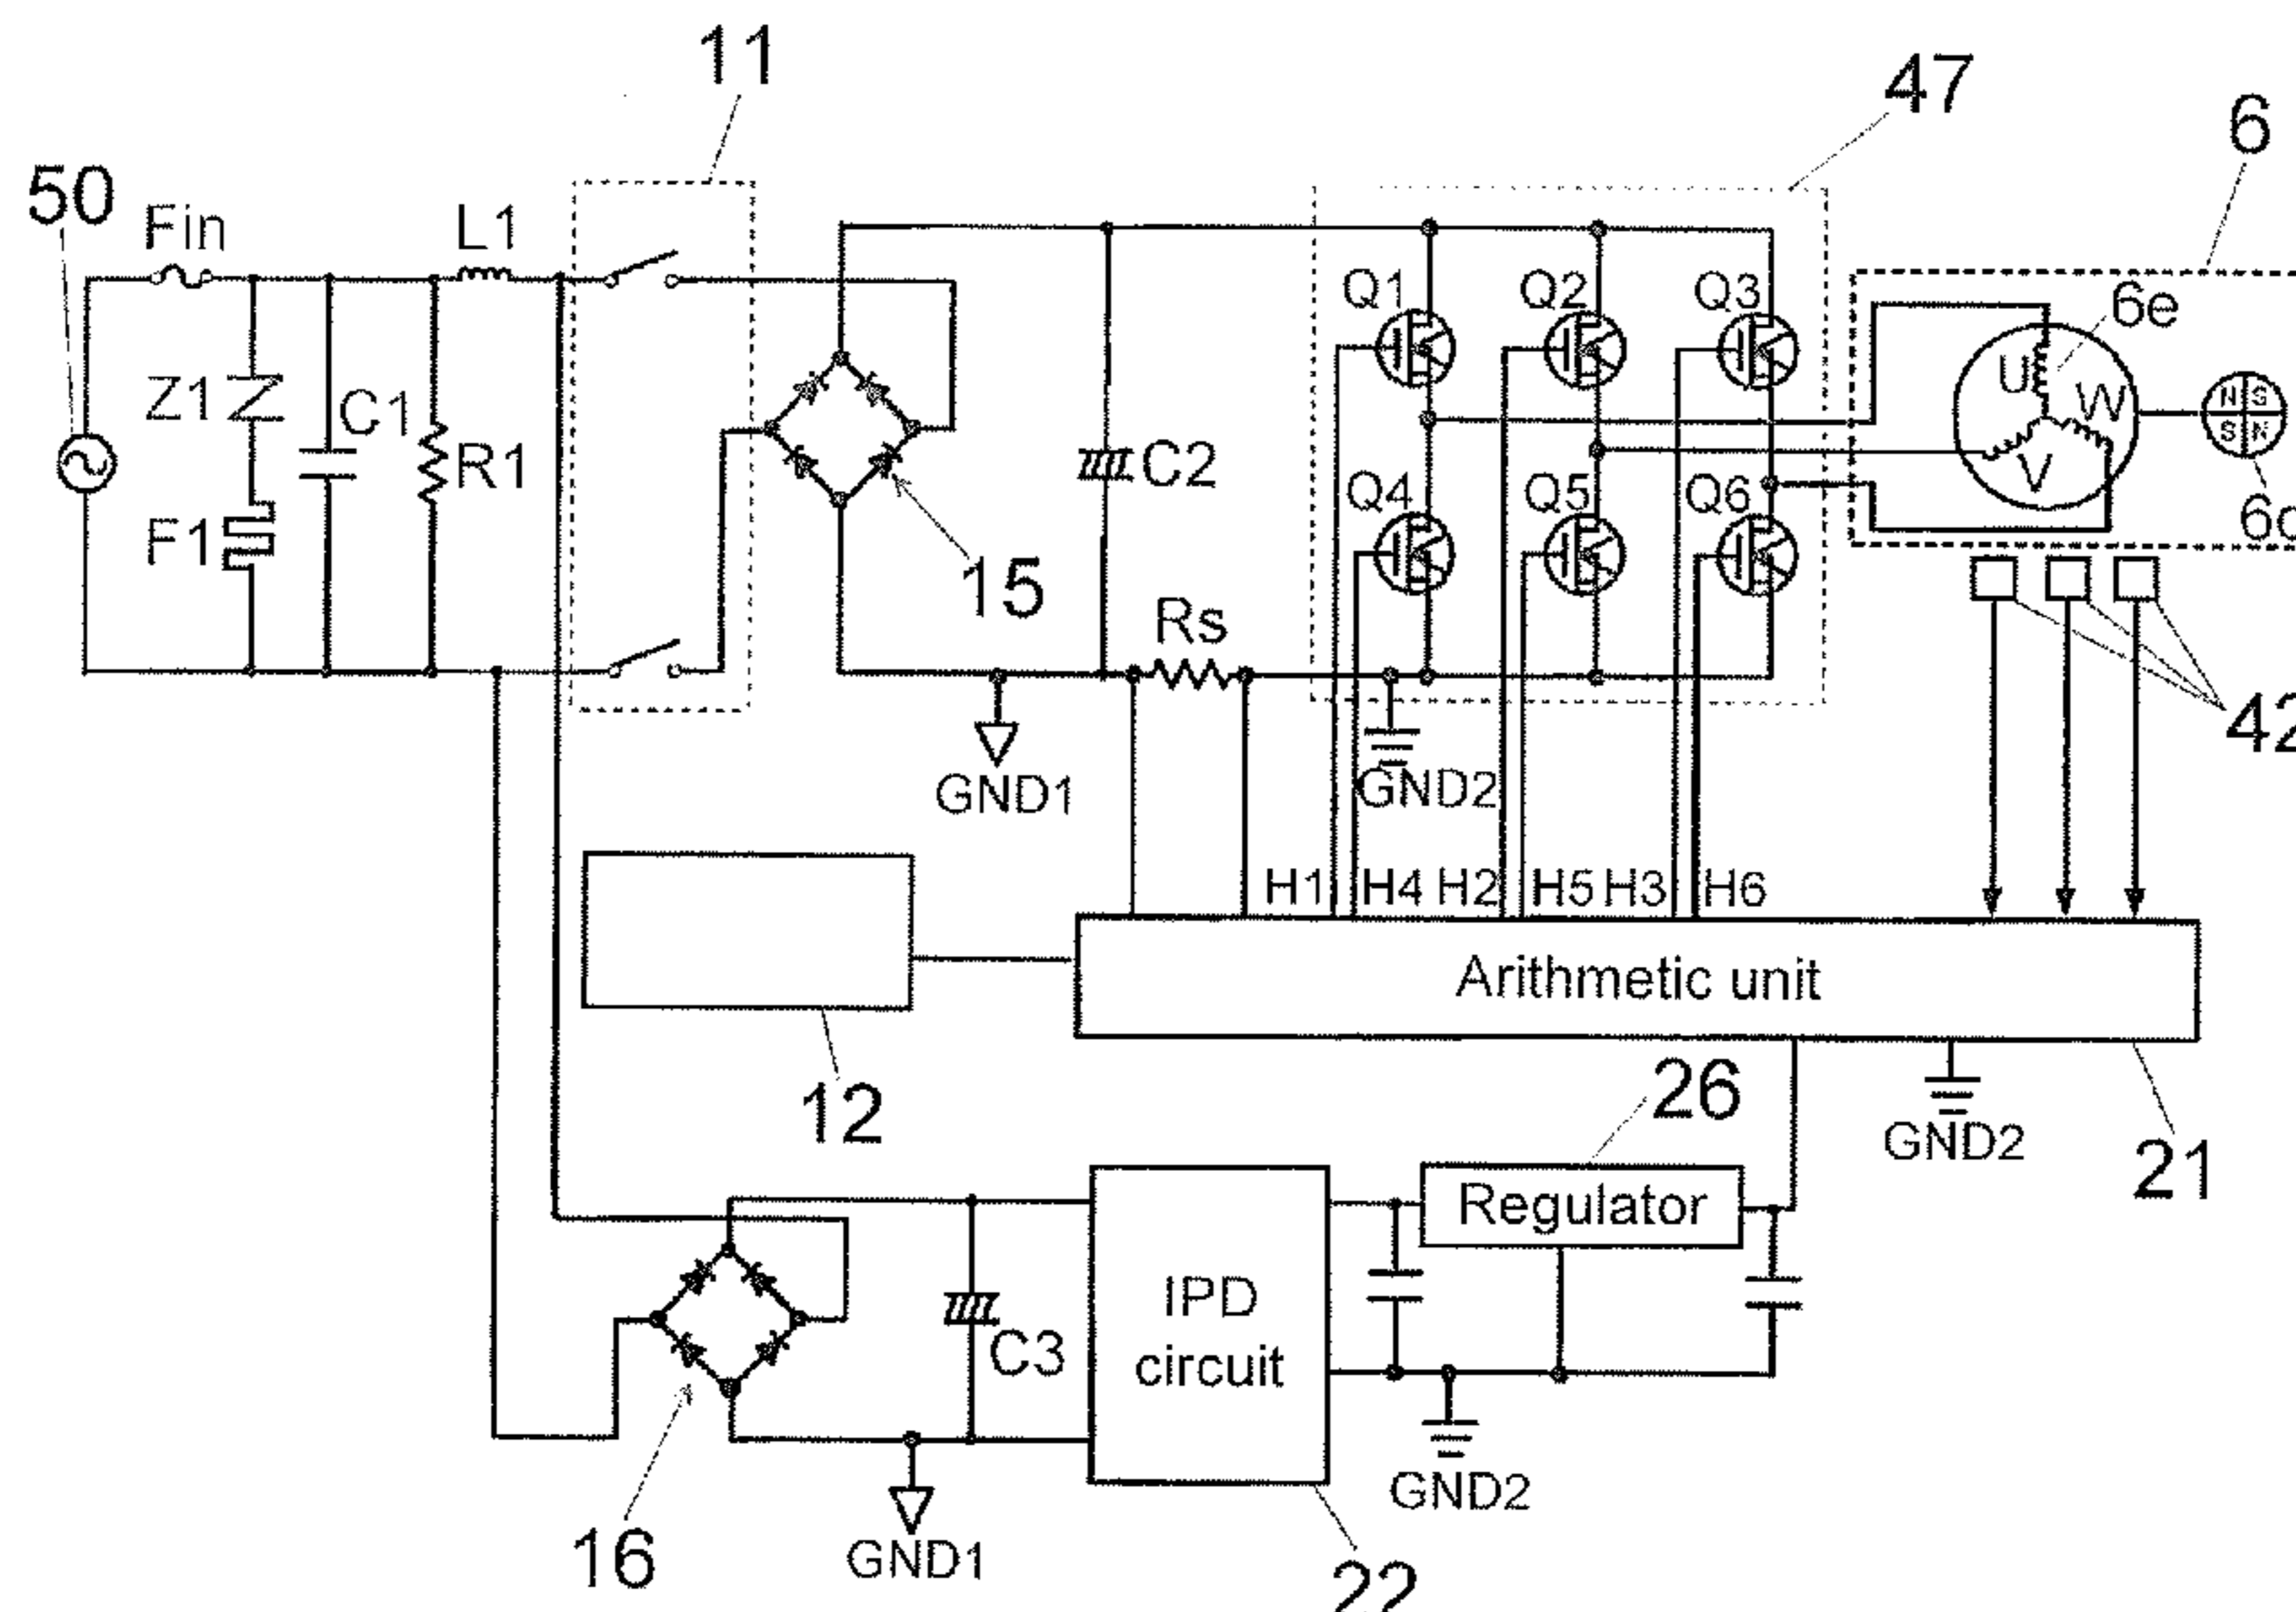 11
47
6
50
Fin
L1
Q1
Q2
Q3
6e
Z1
C1
R1
U
W
V
N S
S N
C2
Q4
Q5
Q6
F1
15
Rs
42
GND1
GND2
H1
H4
H2
H5
H3
H6
Arithmetic unit
12
26
GND2
21
Regulator
IPD
circuit
C3
GND2
16
GND1
22